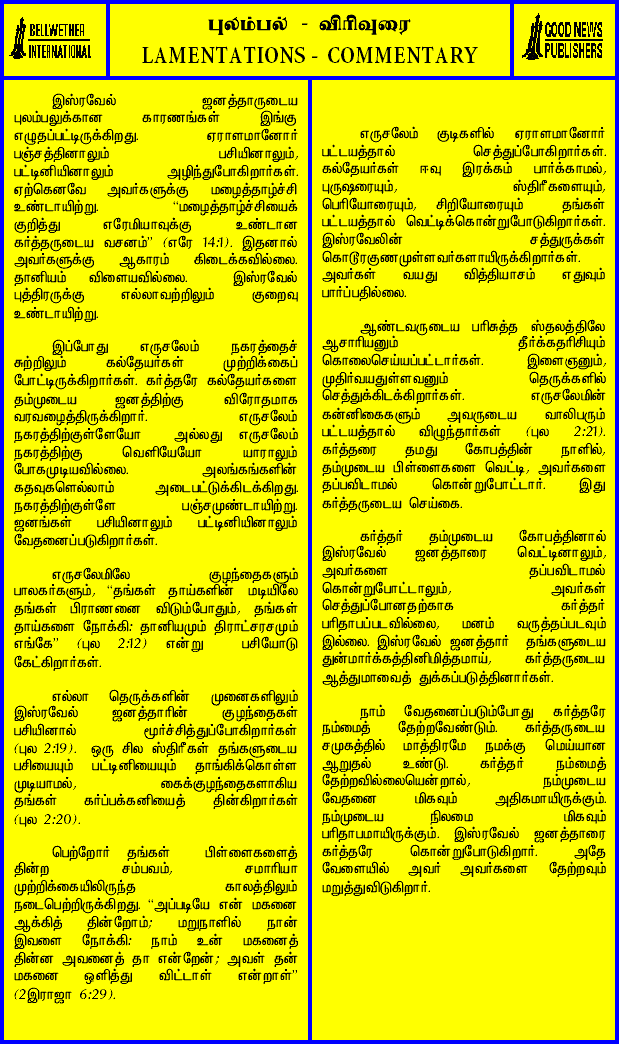 BELLWETHER
INTERNATIONAL
புலம்பல் - விரிவுரை
LAMENTATIONS - COMMENTARY
GOOD NEWS
PUBLISHERS
இஸ்ரவேல் ஜனத்தாருடைய
புலம்பலுக்கான காரணங்கள் இங்கு
எழுதப்பட்டிருக்கிறது. ஏராளமானோர்
பஞ்சத்தினாலும் பசியினாலும்,
பட்டினியினாலும் அழிந்துபோகிறார்கள்.
ஏற்கெனவே அவர்களுக்கு மழைத்தாழ்ச்சி
உண்டாயிற்று. “மழைத்தாழ்ச்சியைக்
குறித்து எரேமியாவுக்கு உண்டான
கர்த்தருடைய வசனம்” (எரே 14:1). இதனால்
அவர்களுக்கு ஆகாரம் கிடைக்கவில்லை.
தானியம் விளையவில்லை. இஸ்ரவேல்
புத்திரருக்கு எல்லாவற்றிலும் குறைவு
உண்டாயிற்று.
இப்போது எருசலேம் நகரத்தைச்
சுற்றிலும் கல்தேயர்கள் முற்றிக்கைப்
போட்டிருக்கிறார்கள். கர்த்தரே கல்தேயர்களை
தம்முடைய ஜனத்திற்கு விரோதமாக
வரவழைத்திருக்கிறார். எருசலேம்
நகரத்திற்குள்ளேயோ அல்லது எருசலேம்
நகரத்திற்கு வெளியேயோ யாராலும்
போகமுடியவில்லை. அலங்கங்களின்
கதவுகளெல்லாம் அடைபட்டுக்கிடக்கிறது.
நகரத்திற்குள்ளே பஞ்சமுண்டாயிற்று.
ஜனங்கள் பசியினாலும் பட்டினியினாலும்
வேதனைப்படுகிறார்கள்.
எருசலேமிலே குழந்தைகளும்
பாலகர்களும், “தங்கள் தாய்களின் மடியிலே
தங்கள் பிராணனை விடும்போதும், தங்கள்
தாய்களை நோக்கி: தானியமும் திராட்சரசமும்
எங்கே” (புல 2:12) என்று பசியோடு
கேட்கிறார்கள்.
எல்லா தெருக்களின் முனைகளிலும்
இஸ்ரவேல் ஜனத்தாரின் குழந்தைகள்
பசியினால் மூர்ச்சித்துப்போகிறார்கள்
(புல 2:19). ஒரு சில ஸ்திரீகள் தங்களுடைய
பசியையும் பட்டினியையும் தாங்கிக்கொள்ள
முடியாமல், கைக்குழந்தைகளாகிய
தங்கள் கர்ப்பக்கனியைத் தின்கிறார்கள்
(புல 2:20).
பெற்றோர் தங்கள் பிள்ளைகளைத்
தின்ற சம்பவம், சமாரியா
முற்றிக்கையிலிருந்த காலத்திலும்
நடைபெற்றிருக்கிறது. “அப்படியே என் மகனை
ஆக்கித் தின்றோம்; மறுநாளில் நான்
இவளை நோக்கி: நாம் உன் மகனைத்
தின்ன அவனைத் தா என்றேன்; அவள் தன்
மகனை ஒளித்து விட்டாள் என்றாள்”
(2இராஜா 6:29).
எருசலேம் குடிகளில் ஏராளமானோர்
பட்டயத்தால் செத்துப்போகிறார்கள்.
கல்தேயர்கள் ஈவு இரக்கம் பார்க்காமல்,
புருஷரையும், ஸ்திரீகளையும்,
பெரியோரையும், சிறியோரையும் தங்கள்
பட்டயத்தால் வெட்டிக்கொன்றுபோடுகிறார்கள்.
இஸ்ரவேலின் சத்துருக்கள்
கொடூரகுணமுள்ளவர்களாயிருக்கிறார்கள்.
அவர்கள் வயது வித்தியாசம் எதுவும்
பார்ப்பதில்லை.
ஆண்டவருடைய பரிசுத்த ஸ்தலத்திலே
ஆசாரியனும் தீர்க்கதரிசியும்
கொலைசெய்யப்பட்டார்கள். இளைஞனும்,
முதிர்வயதுள்ளவனும் தெருக்களில்
செத்துக்கிடக்கிறார்கள். எருசலேமின்
கன்னிகைகளும் அவருடைய வாலிபரும்
பட்டயத்தால் விழுந்தார்கள் (புல 2:21).
கர்த்தரை தமது கோபத்தின் நாளில்,
தம்முடைய பிள்ளைகளை வெட்டி, அவர்களை
தப்பவிடாமல் கொன்றுபோட்டார். இது
கர்த்தருடைய செய்கை.
கர்த்தர் தம்முடைய கோபத்தினால்
இஸ்ரவேல் ஜனத்தாரை வெட்டினாலும்,
அவர்களை தப்பவிடாமல்
கொன்றுபோட்டாலும், அவர்கள்
செத்துப்போனதற்காக கர்த்தர்
பரிதாபப்படவில்லை, மனம் வருத்தப்படவும்
இல்லை. இஸ்ரவேல் ஜனத்தார் தங்களுடைய
துன்மார்க்கத்தினிமித்தமாய், கர்த்தருடைய
ஆத்துமாவைத் துக்கப்படுத்தினார்கள்.
நாம் வேதனைப்படும்போது கர்த்தரே
நம்மைத் தேற்றவேண்டும். கர்த்தருடைய
சமுகத்தில் மாத்திரமே நமக்கு மெய்யான
ஆறுதல் உண்டு. கர்த்தர் நம்மைத்
தேற்றவில்லையென்றால், நம்முடைய
வேதனை மிகவும் அதிகமாயிருக்கும்.
நம்முடைய நிலமை மிகவும்
பரிதாபமாயிருக்கும். இஸ்ரவேல் ஜனத்தாரை
கர்த்தரே கொன்றுபோடுகிறார். அதே
வேளையில் அவர் அவர்களை தேற்றவும்
மறுத்துவிடுகிறார்.